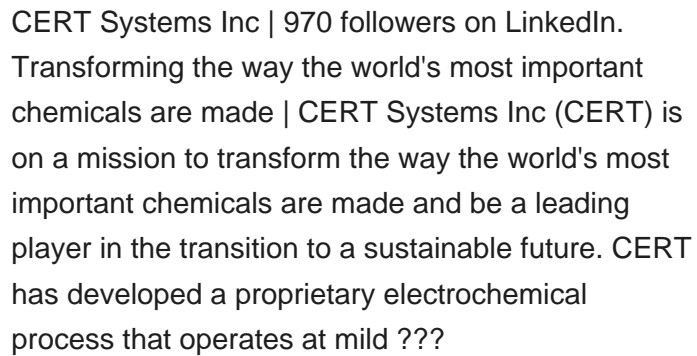 CERT Systems Inc | 970 followers on LinkedIn.
Transforming the way the world's most important
chemicals are made | CERT Systems Inc (CERT) is
on a mission to transform the way the world's most
important chemicals are made and be a leading
player in the transition to a sustainable future. CERT
has developed a proprietary electrochemical
process that operates at mild ???